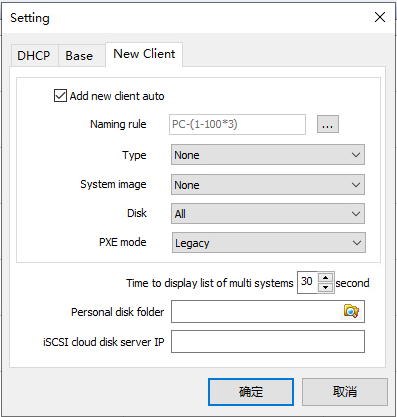 Setting
DHCP Base New Client
Add new client auto
Naming rule PC-(1-100*3) ...
Type None
System image None
Disk All
PXE mode Legacy
Time to display list of multi systems 30 second
Personal disk folder
iSCSI cloud disk server IP
确定 取消